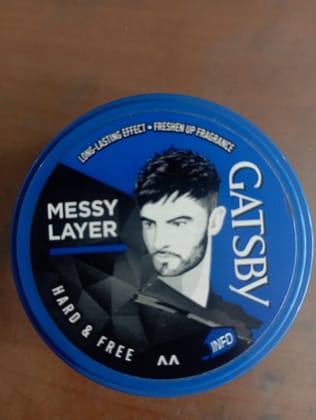 LONG-LASTING EFFECT • FRESHEN UP FRAGRANCE
GATSBY
MESSY
LAYER
HARD & FREE
INFO